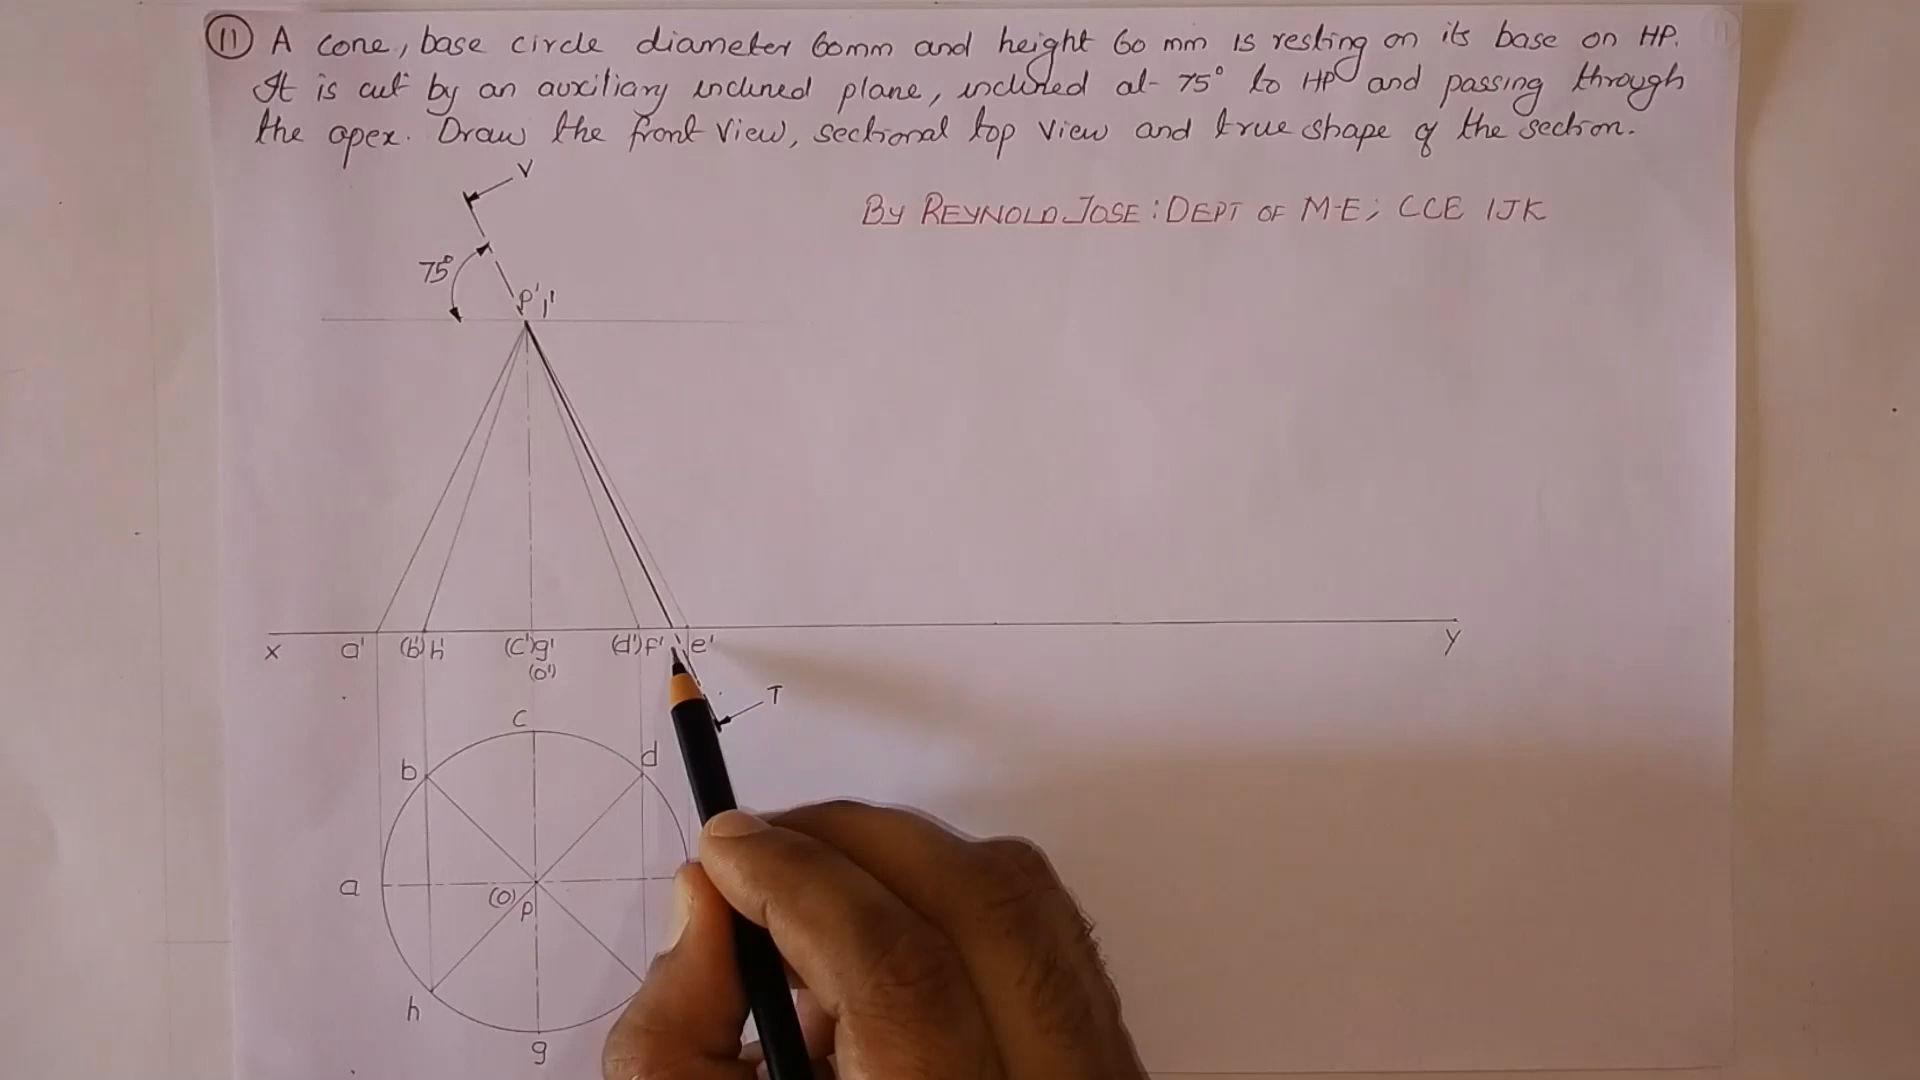 11 A cone, base circle diameter 60mm and height 60 mm is resting on its base on HP.
It is cut by an auxiliary inclined plane, inclined at 75° to HP and passing through
the apex. Draw the front view, sectional top view and true shape of the section.
V
By REYNOLD JOSE : DEPT OF M-E; CCE IJK
75°
p' 1'
x a' (b') h' (c') g' (d') f' e' y
(o')
T
c
b d
a (o) p
h
g